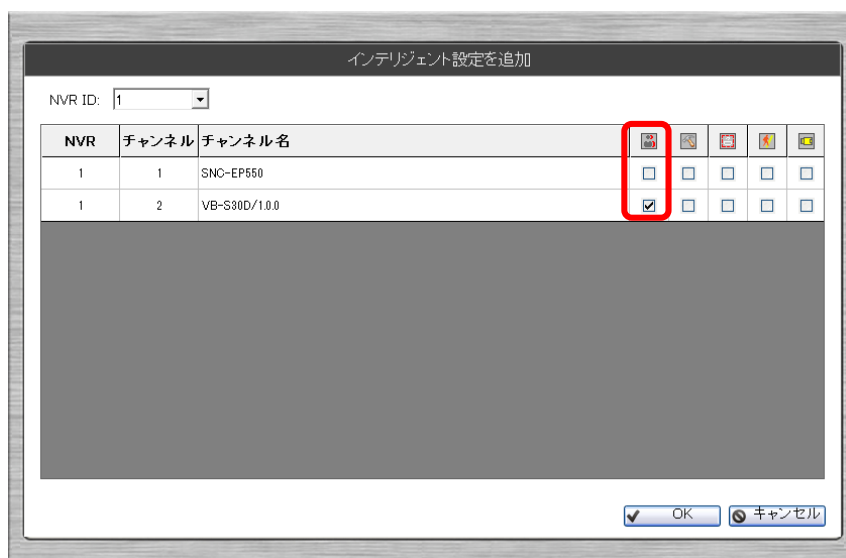 インテリジェント設定を追加
NVR ID: 1
NVR チャンネル チャンネル名
1 1 SNC-EP550
1 2 VB-S30D/1.0.0
OK キャンセル